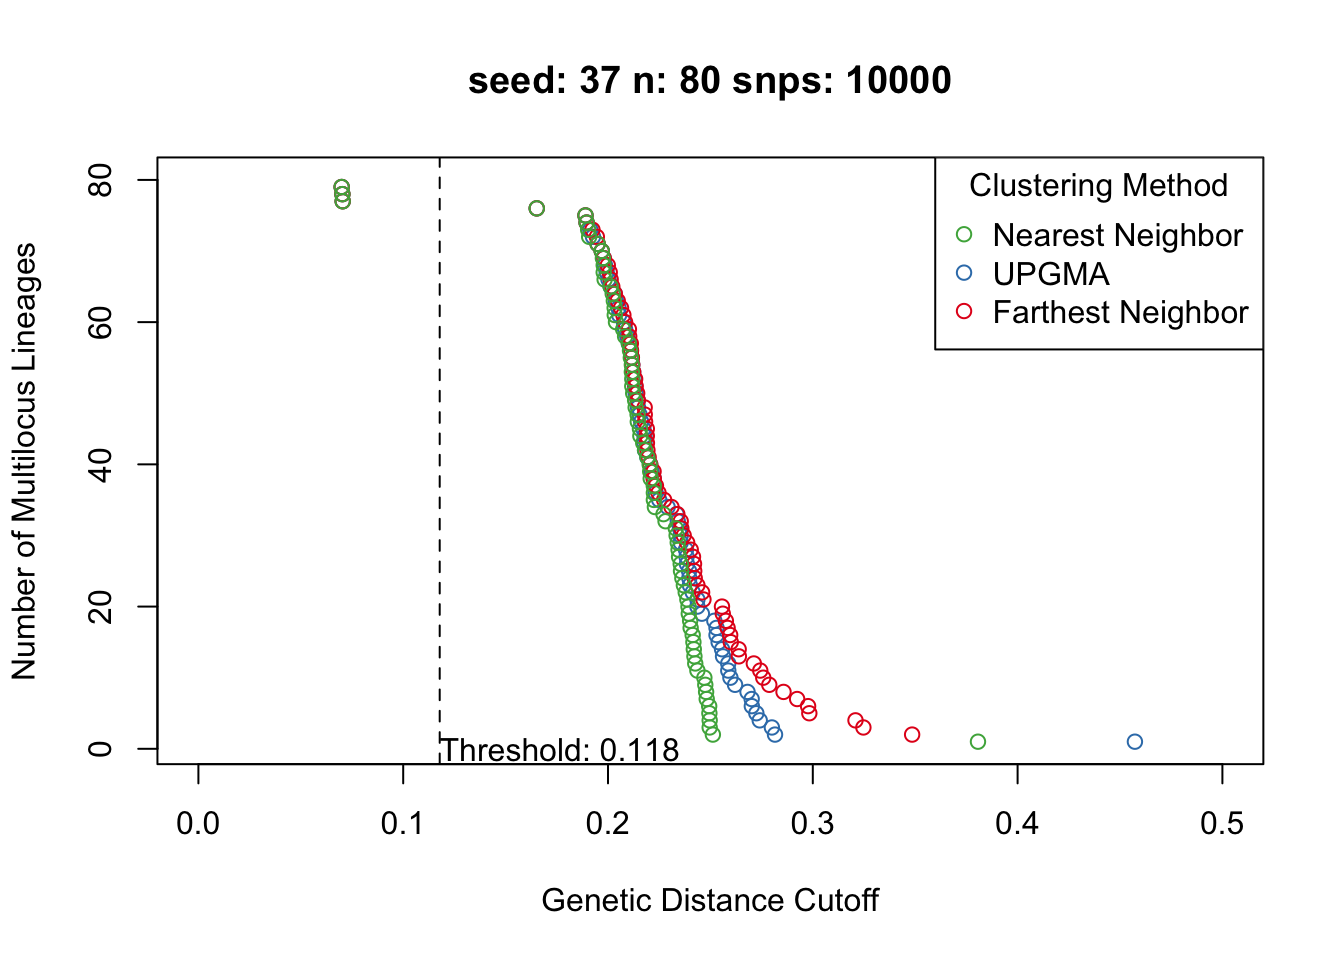 seed: 37 n: 80 snps: 10000
Number of Multilocus Lineages
80
60
40
20
0
Clustering Method
Nearest Neighbor
UPGMA
Farthest Neighbor
Threshold: 0.118
0.0 0.1 0.2 0.3 0.4 0.5
Genetic Distance Cutoff